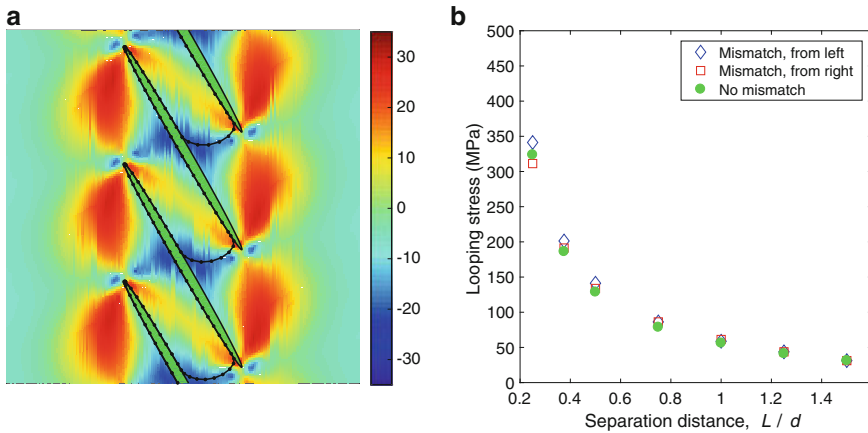 a
30
20
10
0
-10
-20
-30
b
500
450
400
350
300
250
200
150
100
50
0
Looping stress (MPa)
Mismatch, from left
Mismatch, from right
No mismatch
0.2 0.4 0.6 0.8 1 1.2 1.4
Separation distance, L / d